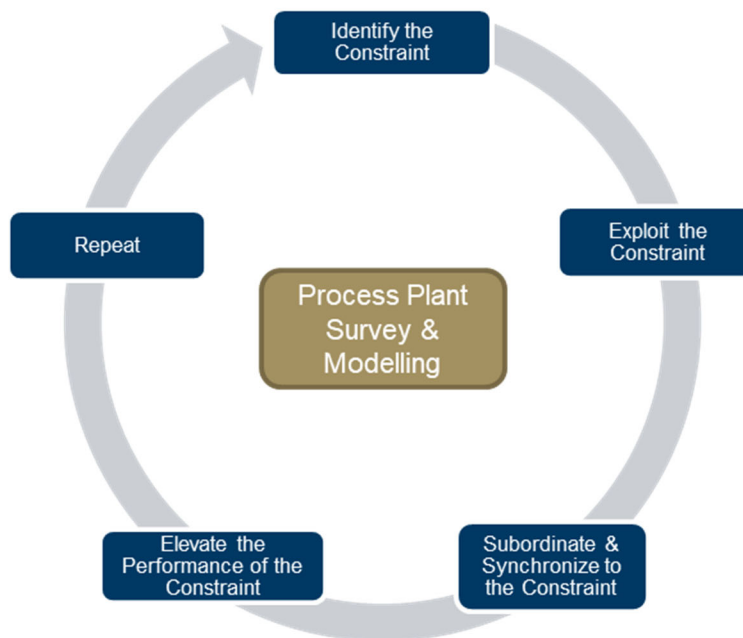 Identify the
Constraint
Exploit the
Constraint
Subordinate &
Synchronize to
the Constraint
Elevate the
Performance of the
Constraint
Repeat
Process Plant
Survey &
Modelling